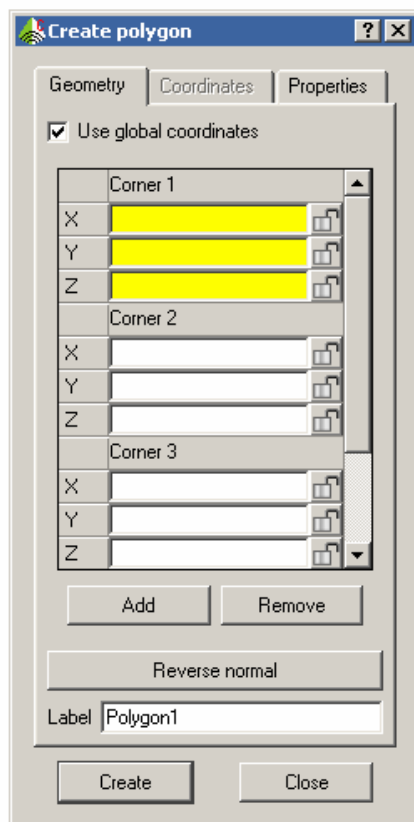 Create polygon
Geometry Coordinates Properties
Use global coordinates
Corner 1
X
Y
Z
Corner 2
X
Y
Z
Corner 3
X
Y
Z
Add Remove
Reverse normal
Label Polygon1
Create Close